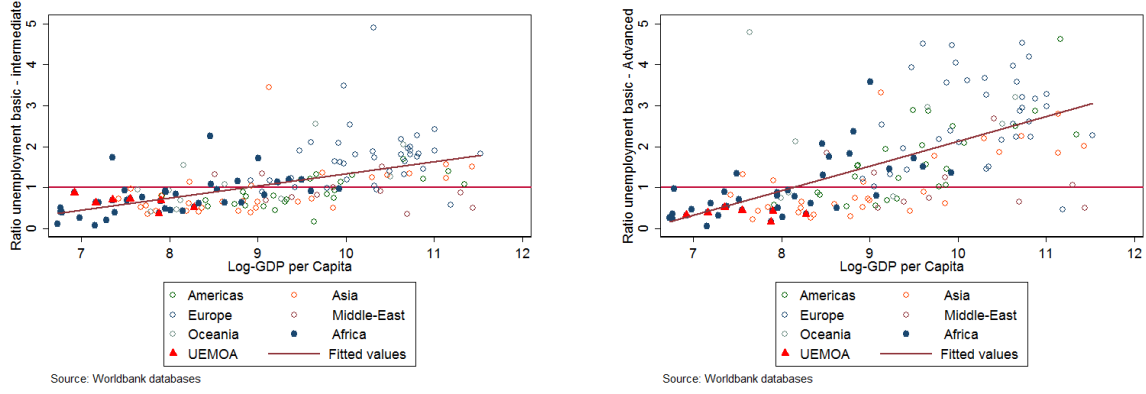 Ratio unemployment basic - intermediate
5
4
3
2
1
0
7 8 9 10 11 12
Log-GDP per Capita
Americas Asia
Europe Middle-East
Oceania Africa
UEMOA Fitted values
Source: Worldbank databases
Ratio unemployment basic - Advanced
5
4
3
2
1
0
7 8 9 10 11 12
Log-GDP per Capita
Americas Asia
Europe Middle-East
Oceania Africa
UEMOA Fitted values
Source: Worldbank databases